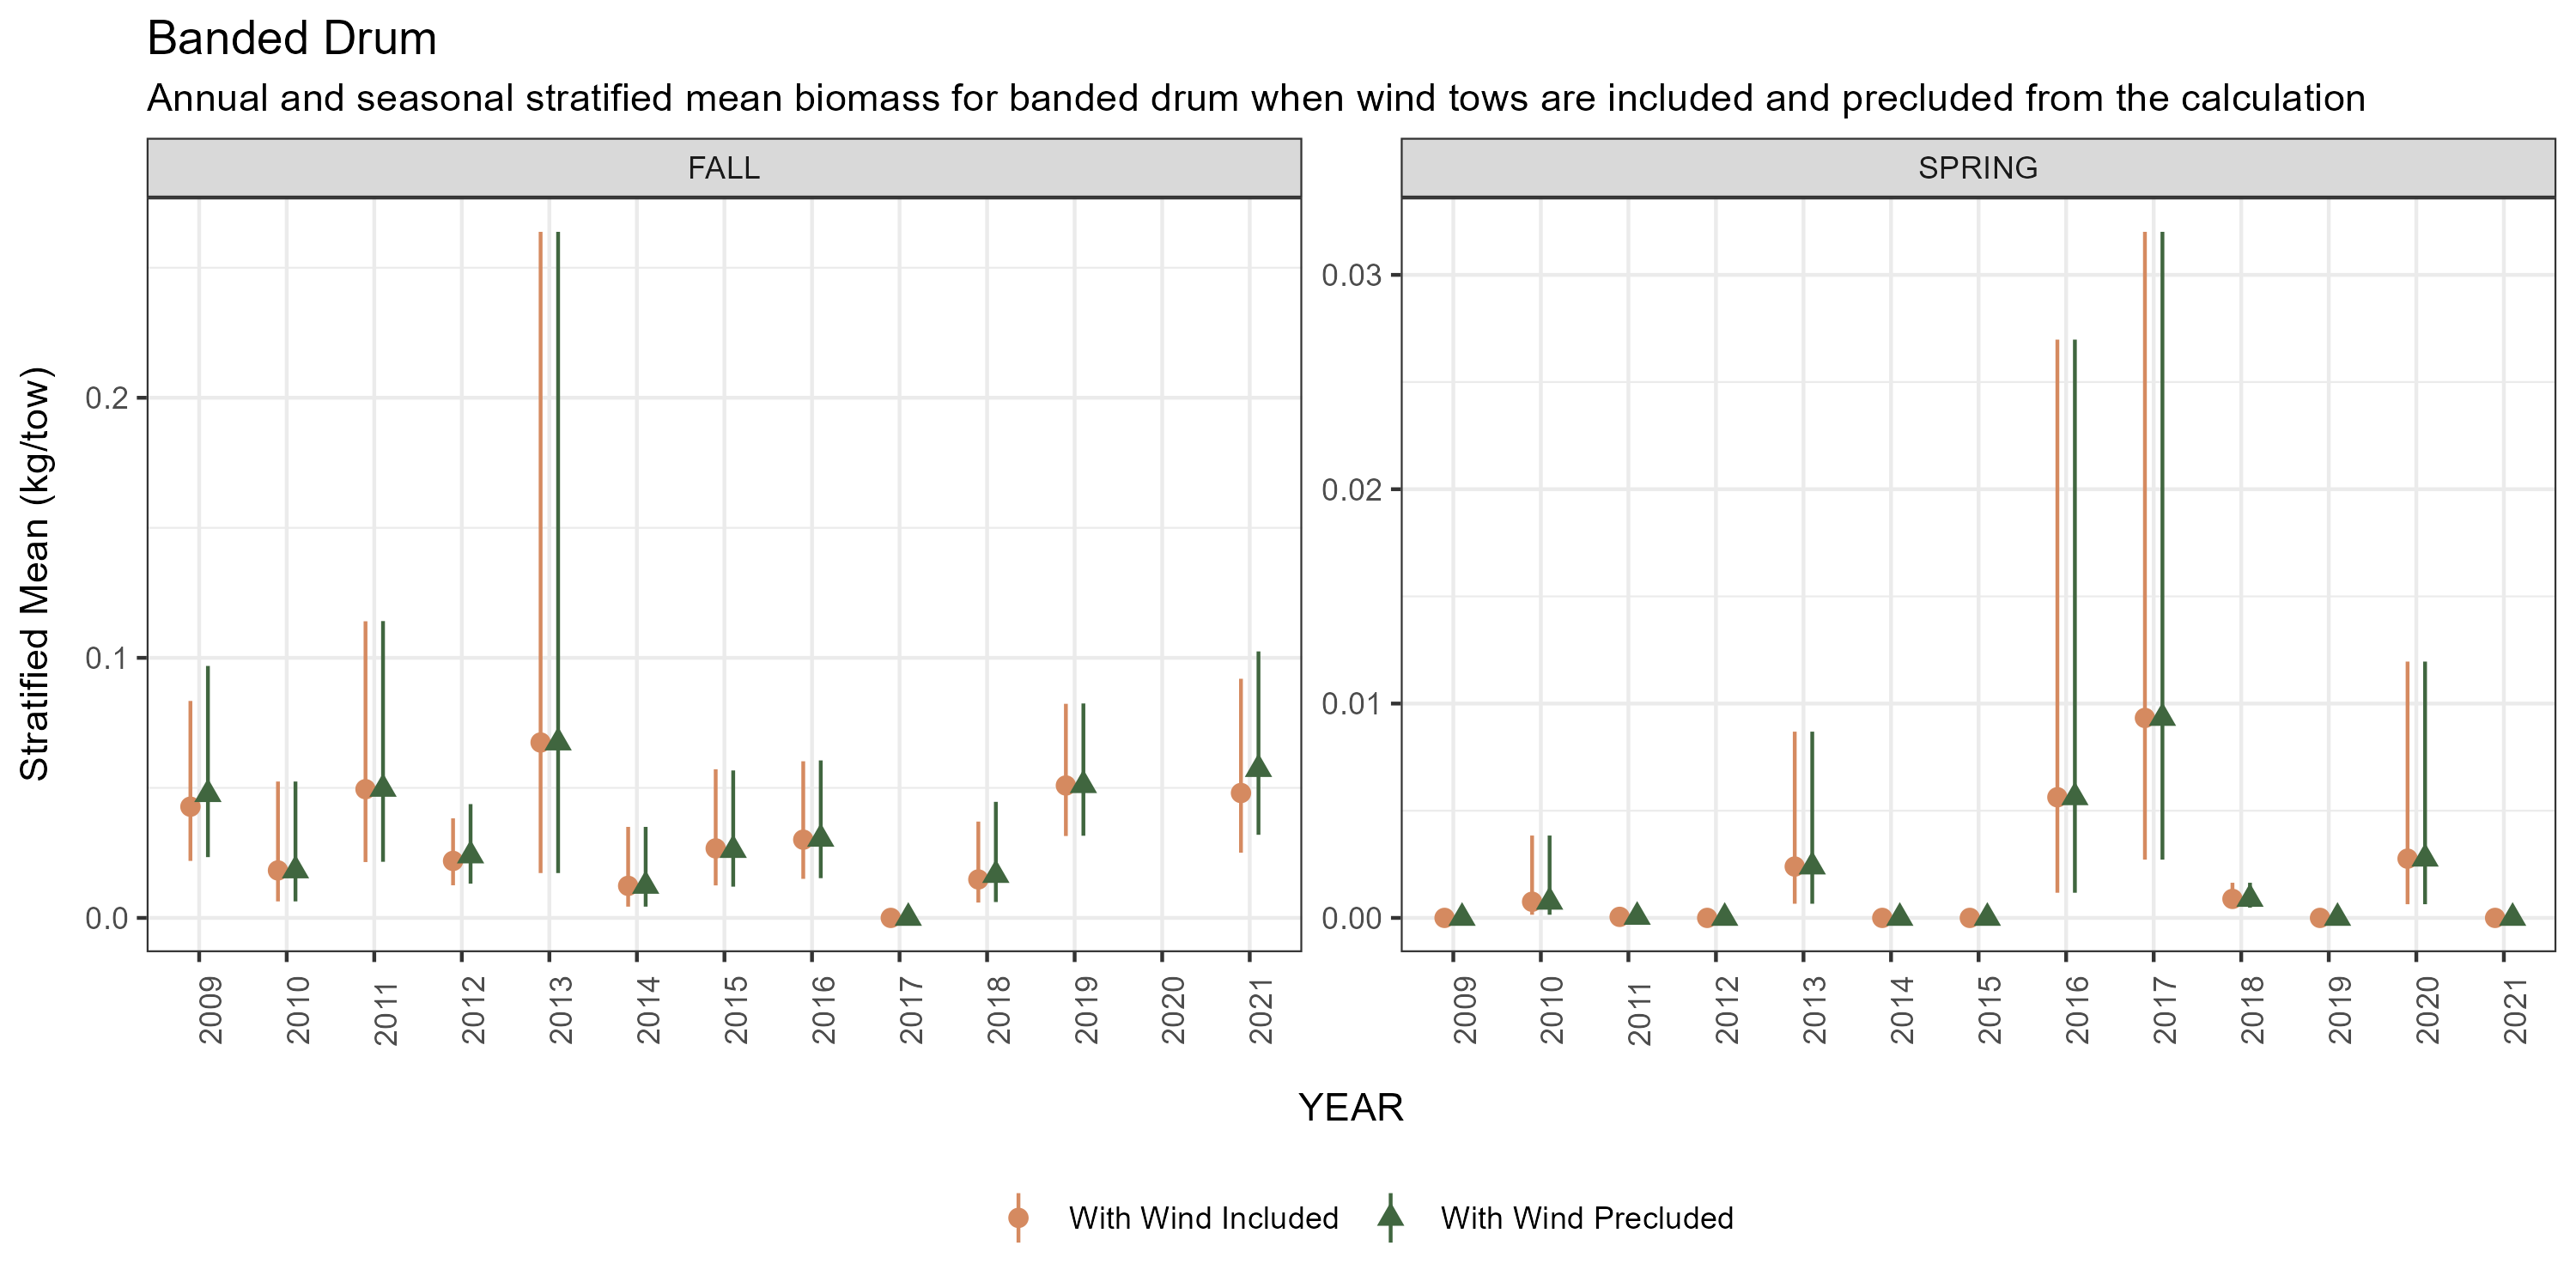 Banded Drum
Annual and seasonal stratified mean biomass for banded drum when wind tows are included and precluded from the calculation
FALL
SPRING
Stratified Mean (kg/tow)
0.2
0.1
0.0
0.03
0.02
0.01
0.00
2009 2010 2011 2012 2013 2014 2015 2016 2017 2018 2019 2020 2021
2009 2010 2011 2012 2013 2014 2015 2016 2017 2018 2019 2020 2021
YEAR
With Wind Included
With Wind Precluded